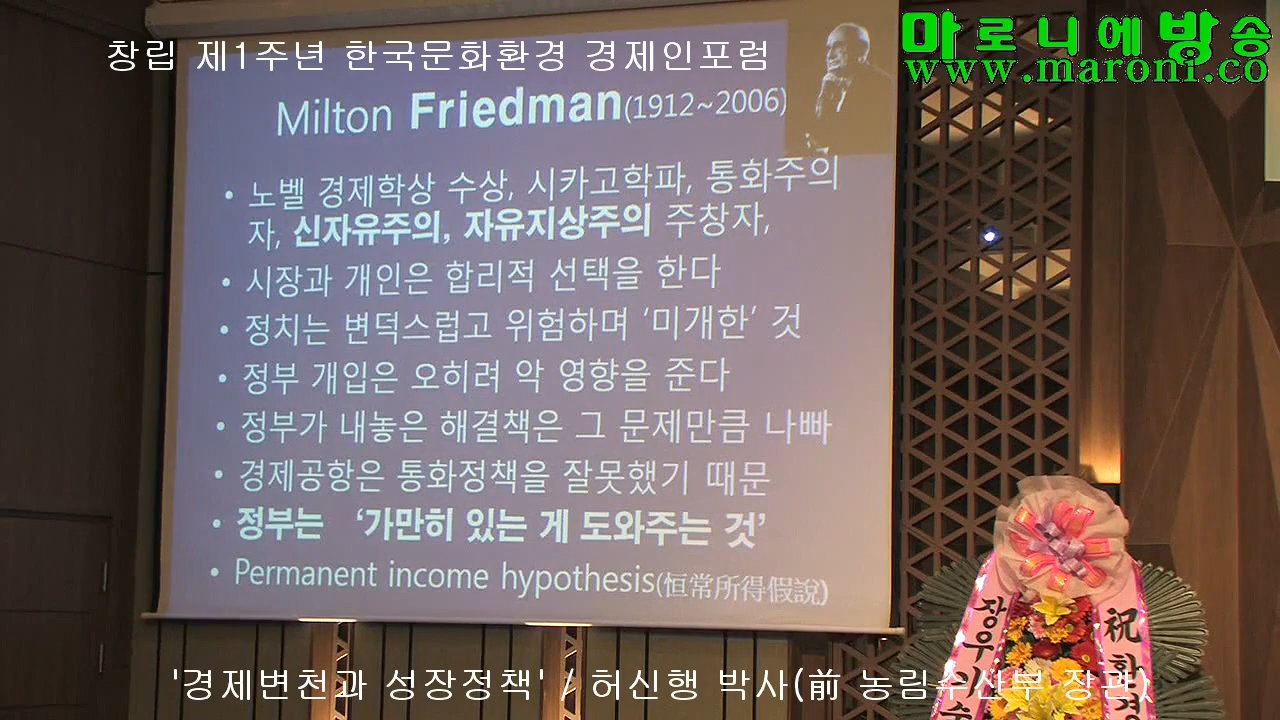 창립 제1주년 한국문화환경 경제인포럼
마로니에방송
www.maroni.co
Milton Friedman(1912~2006)
• 노벨 경제학상 수상, 시카고학파, 통화주의
자, 신자유주의, 자유지상주의 주창자,
• 시장과 개인은 합리적 선택을 한다
• 정치는 변덕스럽고 위험하며 ‘미개한’ 것
• 정부 개입은 오히려 악 영향을 준다
• 정부가 내놓은 해결책은 그 문제만큼 나빠
• 경제공항은 통화정책을 잘못했기 때문
• 정부는 ‘가만히 있는 게 도와주는 것’
• Permanent income hypothesis(恒常所得假說)
장우
祝 환경
'경제변천과 성장정책' / 허신행 박사(前 농림수산부 장관)